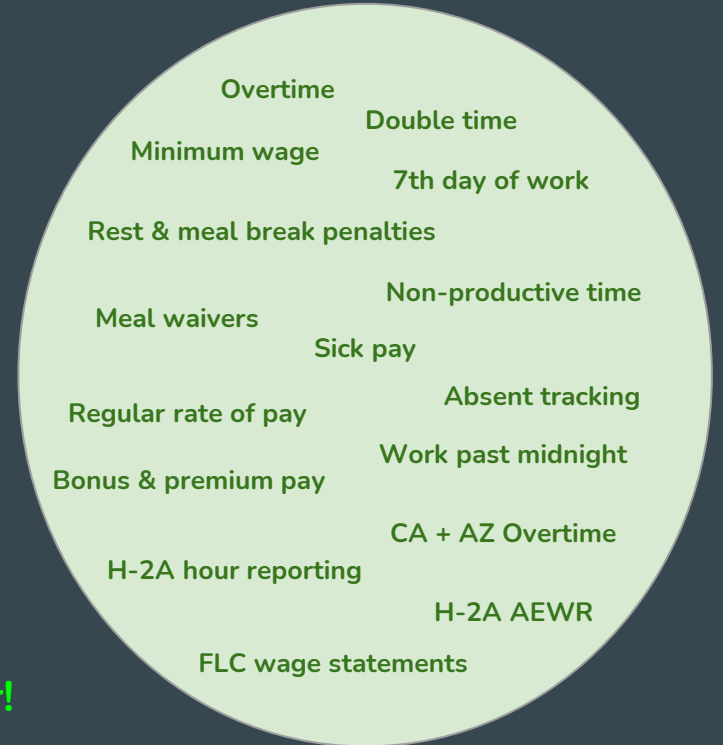 Overtime
Double time
Minimum wage
7th day of work
Rest & meal break penalties
Non-productive time
Meal waivers
Sick pay
Absent tracking
Regular rate of pay
Work past midnight
Bonus & premium pay
CA + AZ Overtime
H-2A hour reporting
H-2A AEWR
FLC wage statements